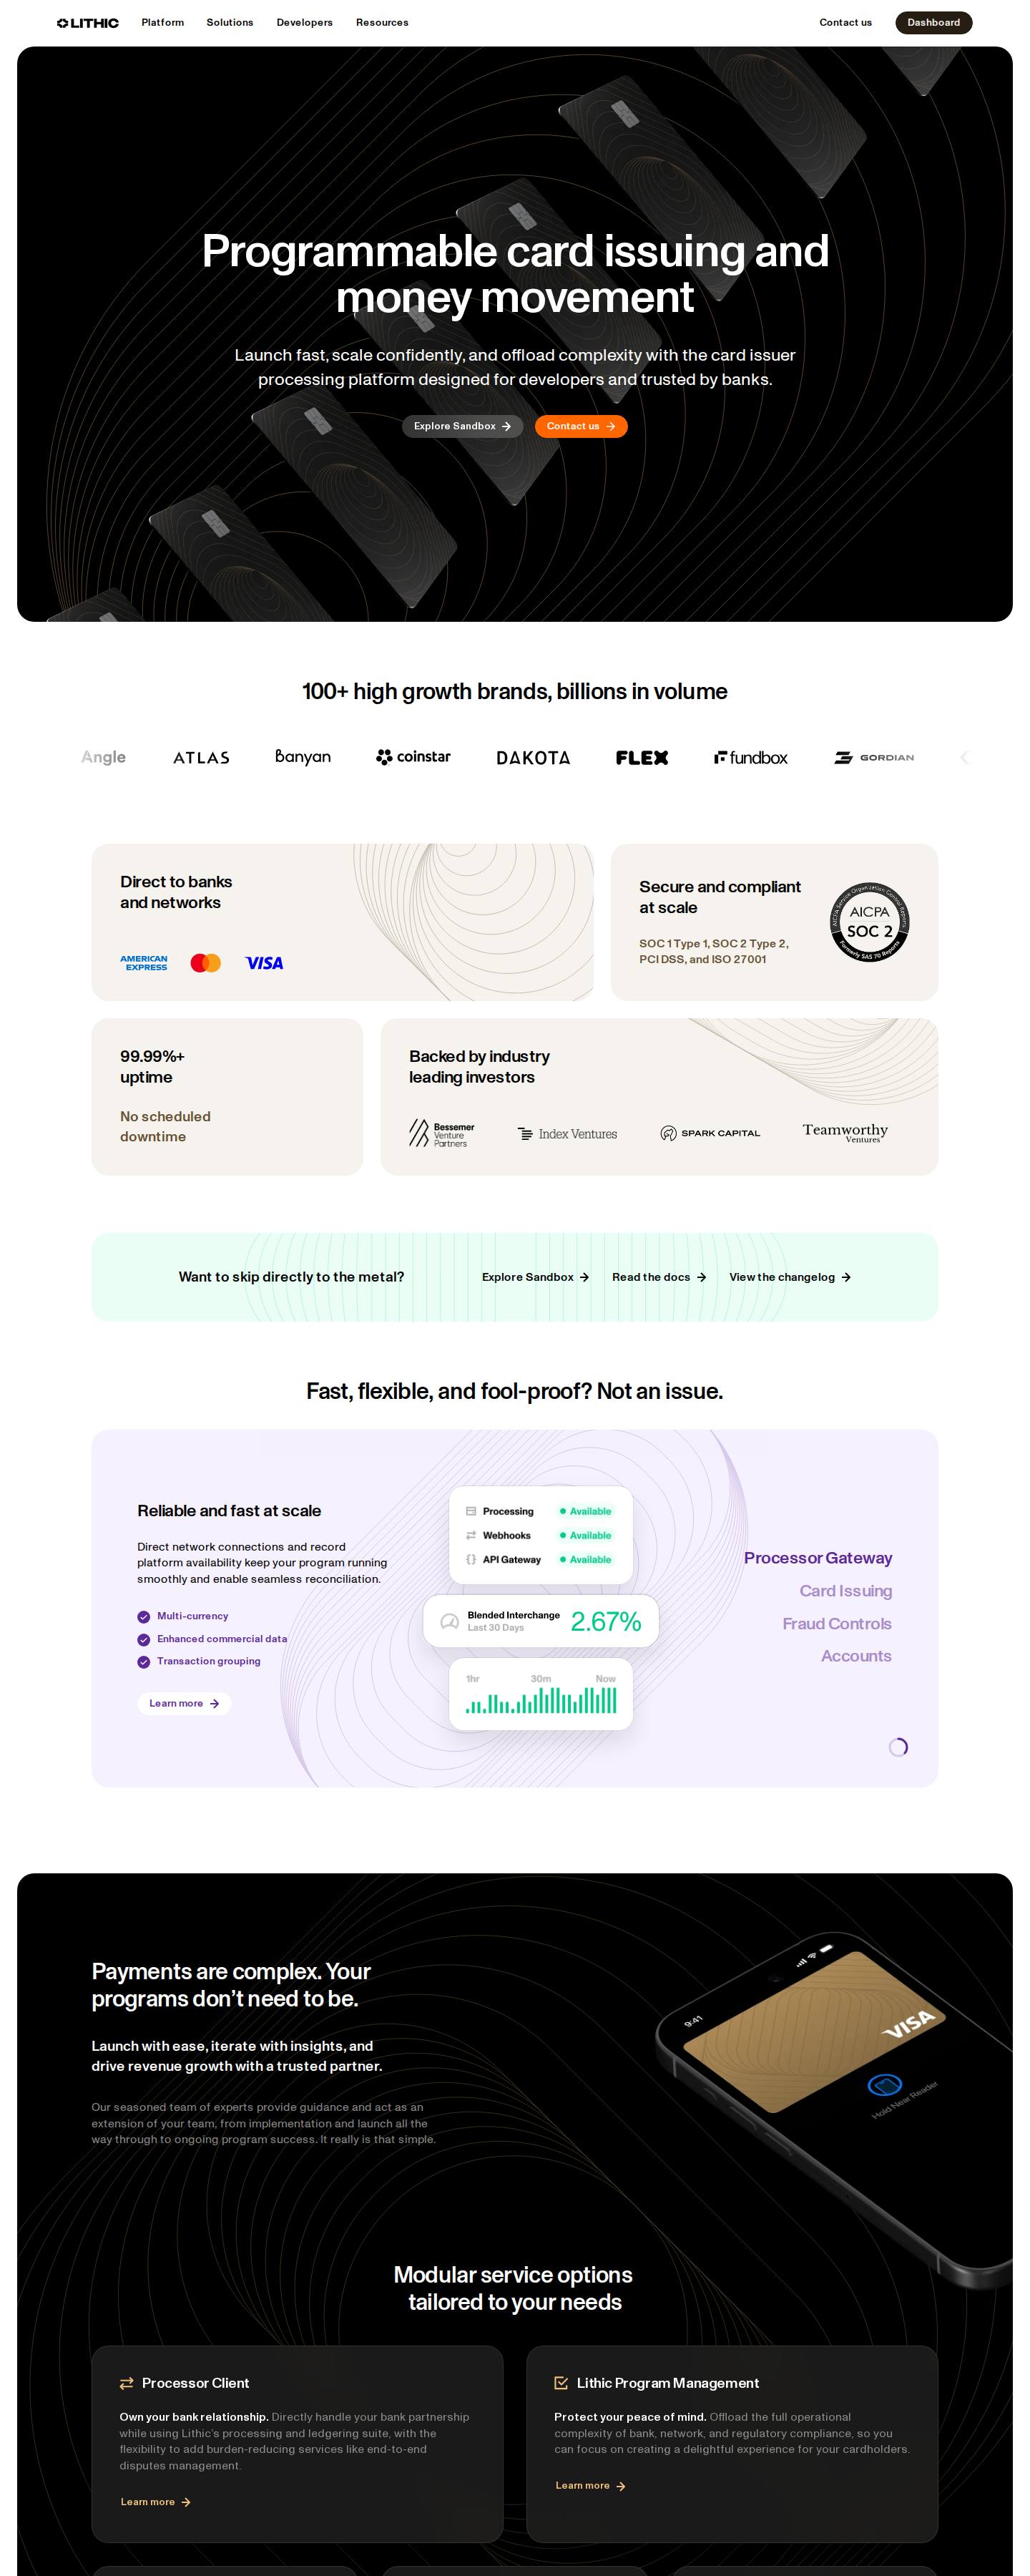 LITHIC Platform Solutions Developers Resources Contact us Dashboard
Programmable card issuing and
money movement
Launch fast, scale confidently, and offload complexity with the card issuer
processing platform designed for developers and trusted by banks.
Explore Sandbox Contact us
100+ high growth brands, billions in volume
Angle ATLAS banyan coinstar DAKOTA FLEX fundbox GORDIAN
Direct to banks
and networks
AMERICAN
EXPRESS
VISA
Secure and compliant
at scale
SOC 1 Type 1, SOC 2 Type 2,
PCI DSS, and ISO 27001
AICPA Service Organization Control Reports
AICPA
SOC 2
Formerly SAS 70 Reports
99.99%+
uptime
No scheduled
downtime
Backed by industry
leading investors
Bessemer
Venture
Partners
Index Ventures
SPARK CAPITAL
Teamworthy
Ventures
Want to skip directly to the metal? Explore Sandbox Read the docs View the changelog
Fast, flexible, and fool-proof? Not an issue.
Reliable and fast at scale
Direct network connections and record
platform availability keep your program running
smoothly and enable seamless reconciliation.
Multi-currency
Enhanced commercial data
Transaction grouping
Learn more
Processing Available
Webhooks Available
API Gateway Available
Blended Interchange
Last 30 Days
2.67%
1hr 30m Now
Processor Gateway
Card Issuing
Fraud Controls
Accounts
Payments are complex. Your
programs don’t need to be.
Launch with ease, iterate with insights, and
drive revenue growth with a trusted partner.
Our seasoned team of experts provide guidance and act as an
extension of your team, from implementation and launch all the
way through to ongoing program success. It really is that simple.
9:41
VISA
Hold Near Reader
Modular service options
tailored to your needs
Processor Client
Own your bank relationship. Directly handle your bank partnership
while using Lithic’s processing and ledgering suite, with the
flexibility to add burden-reducing services like end-to-end
disputes management.
Learn more
Lithic Program Management
Protect your peace of mind. Offload the full operational
complexity of bank, network, and regulatory compliance, so you
can focus on creating a delightful experience for your cardholders.
Learn more